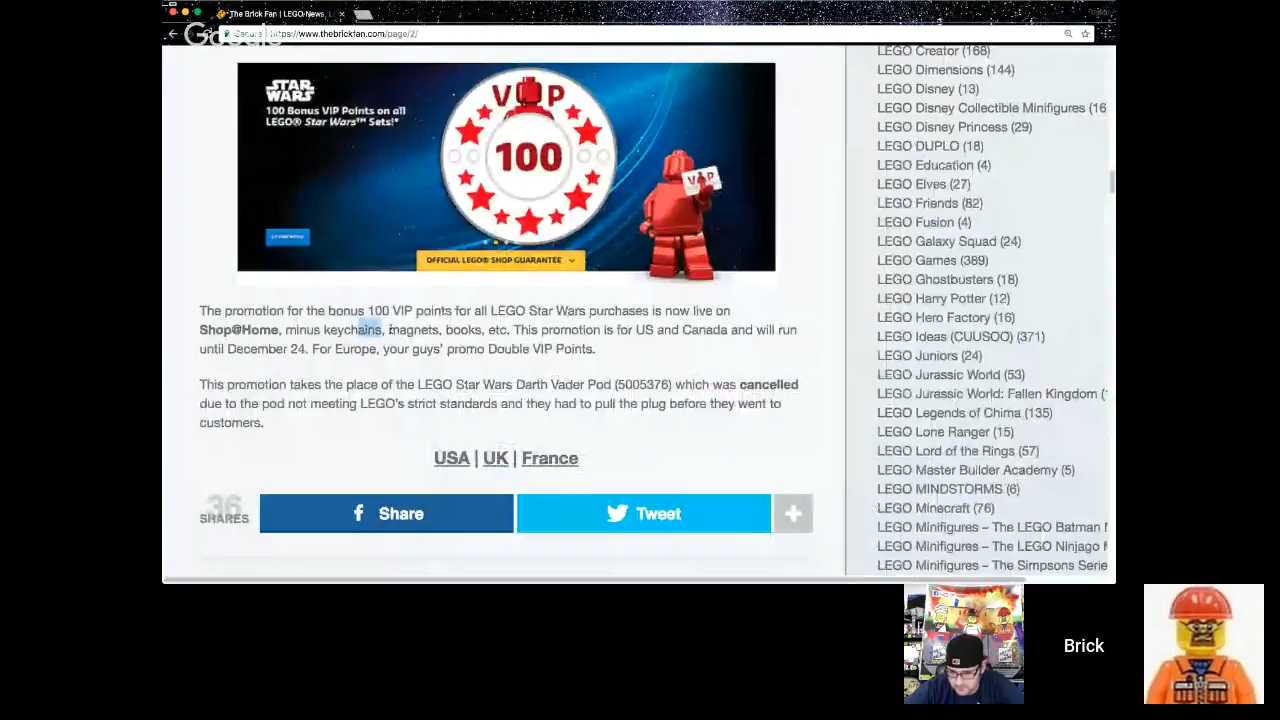 The Brick Fan | LEGO News
Google
Secure | https://www.thebrickfan.com/page/2/
STAR WARS
100 Bonus VIP Points on all
LEGO® Star Wars™ Sets!*
VIP
100
VIP
OFFICIAL LEGO® SHOP GUARANTEE
The promotion for the bonus 100 VIP points for all LEGO Star Wars purchases is now live on
Shop@Home, minus keychains, magnets, books, etc. This promotion is for US and Canada and will run
until December 24. For Europe, your guys' promo Double VIP Points.
This promotion takes the place of the LEGO Star Wars Darth Vader Pod (5005376) which was cancelled
due to the pod not meeting LEGO's strict standards and they had to pull the plug before they went to
customers.
USA | UK | France
36
SHARES
Share
Tweet
LEGO Creator (168)
LEGO Dimensions (144)
LEGO Disney (13)
LEGO Disney Collectible Minifigures (16
LEGO Disney Princess (29)
LEGO DUPLO (18)
LEGO Education (4)
LEGO Elves (27)
LEGO Friends (82)
LEGO Fusion (4)
LEGO Galaxy Squad (24)
LEGO Games (389)
LEGO Ghostbusters (18)
LEGO Harry Potter (12)
LEGO Hero Factory (16)
LEGO Ideas (CUUSOO) (371)
LEGO Juniors (24)
LEGO Jurassic World (53)
LEGO Jurassic World: Fallen Kingdom (
LEGO Legends of Chima (135)
LEGO Lone Ranger (15)
LEGO Lord of the Rings (57)
LEGO Master Builder Academy (5)
LEGO MINDSTORMS (6)
LEGO Minecraft (76)
LEGO Minifigures – The LEGO Batman
LEGO Minifigures – The LEGO Ninjago
LEGO Minifigures – The Simpsons Serie
Brick